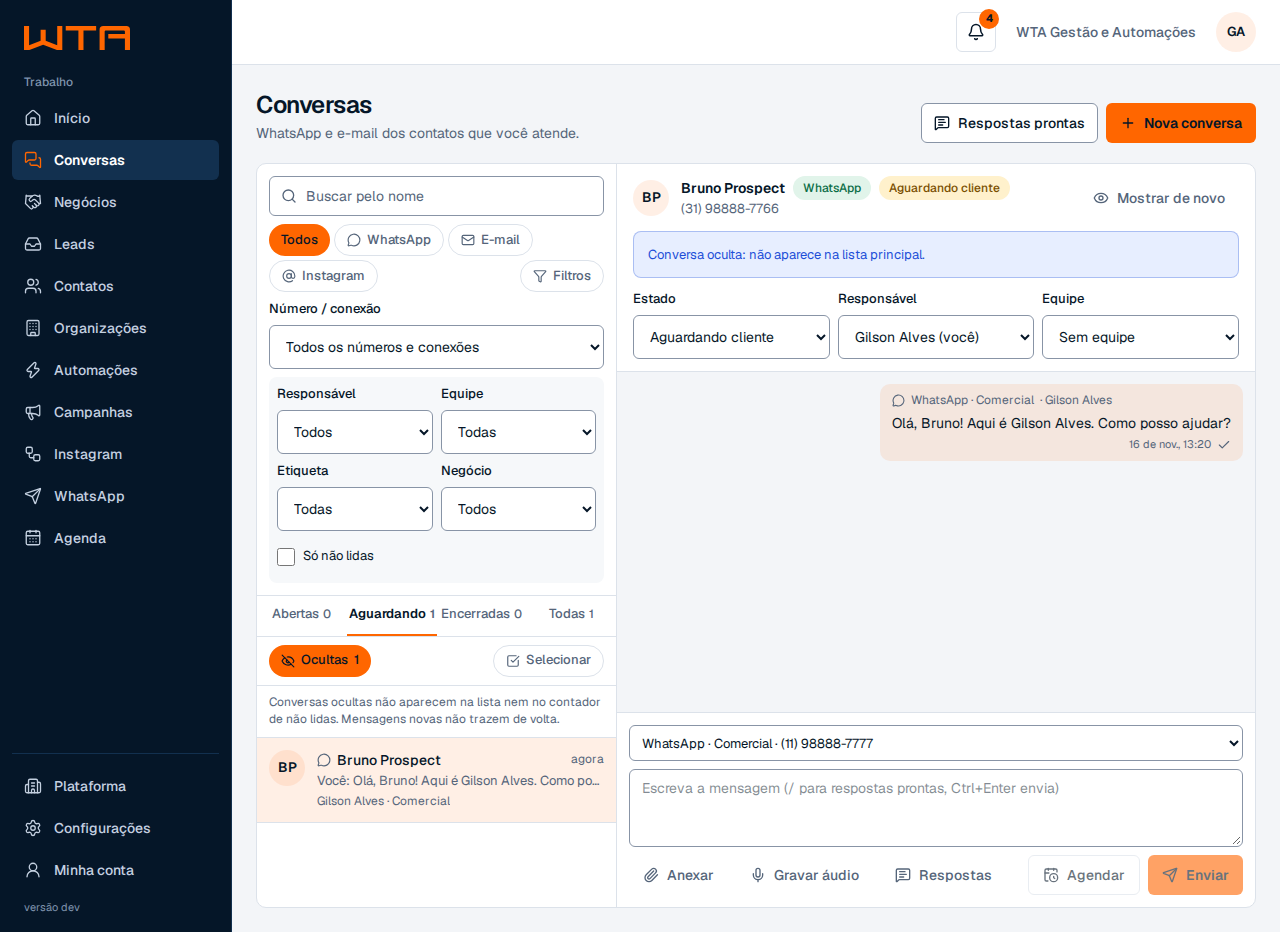 WTA
4
WTA Gestão e Automações
GA
Trabalho
Início
Conversas
Negócios
Leads
Contatos
Organizações
Automações
Campanhas
Instagram
WhatsApp
Agenda
Plataforma
Configurações
Minha conta
versão dev
Conversas
WhatsApp e e-mail dos contatos que você atende.
Respostas prontas
Nova conversa
Buscar pelo nome
Todos
WhatsApp
E-mail
Instagram
Filtros
Número / conexão
Todos os números e conexões
Responsável
Equipe
Todos
Todas
Etiqueta
Negócio
Todas
Todos
Só não lidas
Abertas 0
Aguardando 1
Encerradas 0
Todas 1
Ocultas 1
Selecionar
Conversas ocultas não aparecem na lista nem no contador
de não lidas. Mensagens novas não trazem de volta.
BP
Bruno Prospect
agora
Você: Olá, Bruno! Aqui é Gilson Alves. Como po...
Gilson Alves · Comercial
BP
Bruno Prospect
WhatsApp
Aguardando cliente
(31) 98888-7766
Mostrar de novo
Conversa oculta: não aparece na lista principal.
Estado
Responsável
Equipe
Aguardando cliente
Gilson Alves (você)
Sem equipe
WhatsApp · Comercial · Gilson Alves
Olá, Bruno! Aqui é Gilson Alves. Como posso ajudar?
16 de nov., 13:20
WhatsApp · Comercial · (11) 98888-7777
Escreva a mensagem (/ para respostas prontas, Ctrl+Enter envia)
Anexar
Gravar áudio
Respostas
Agendar
Enviar